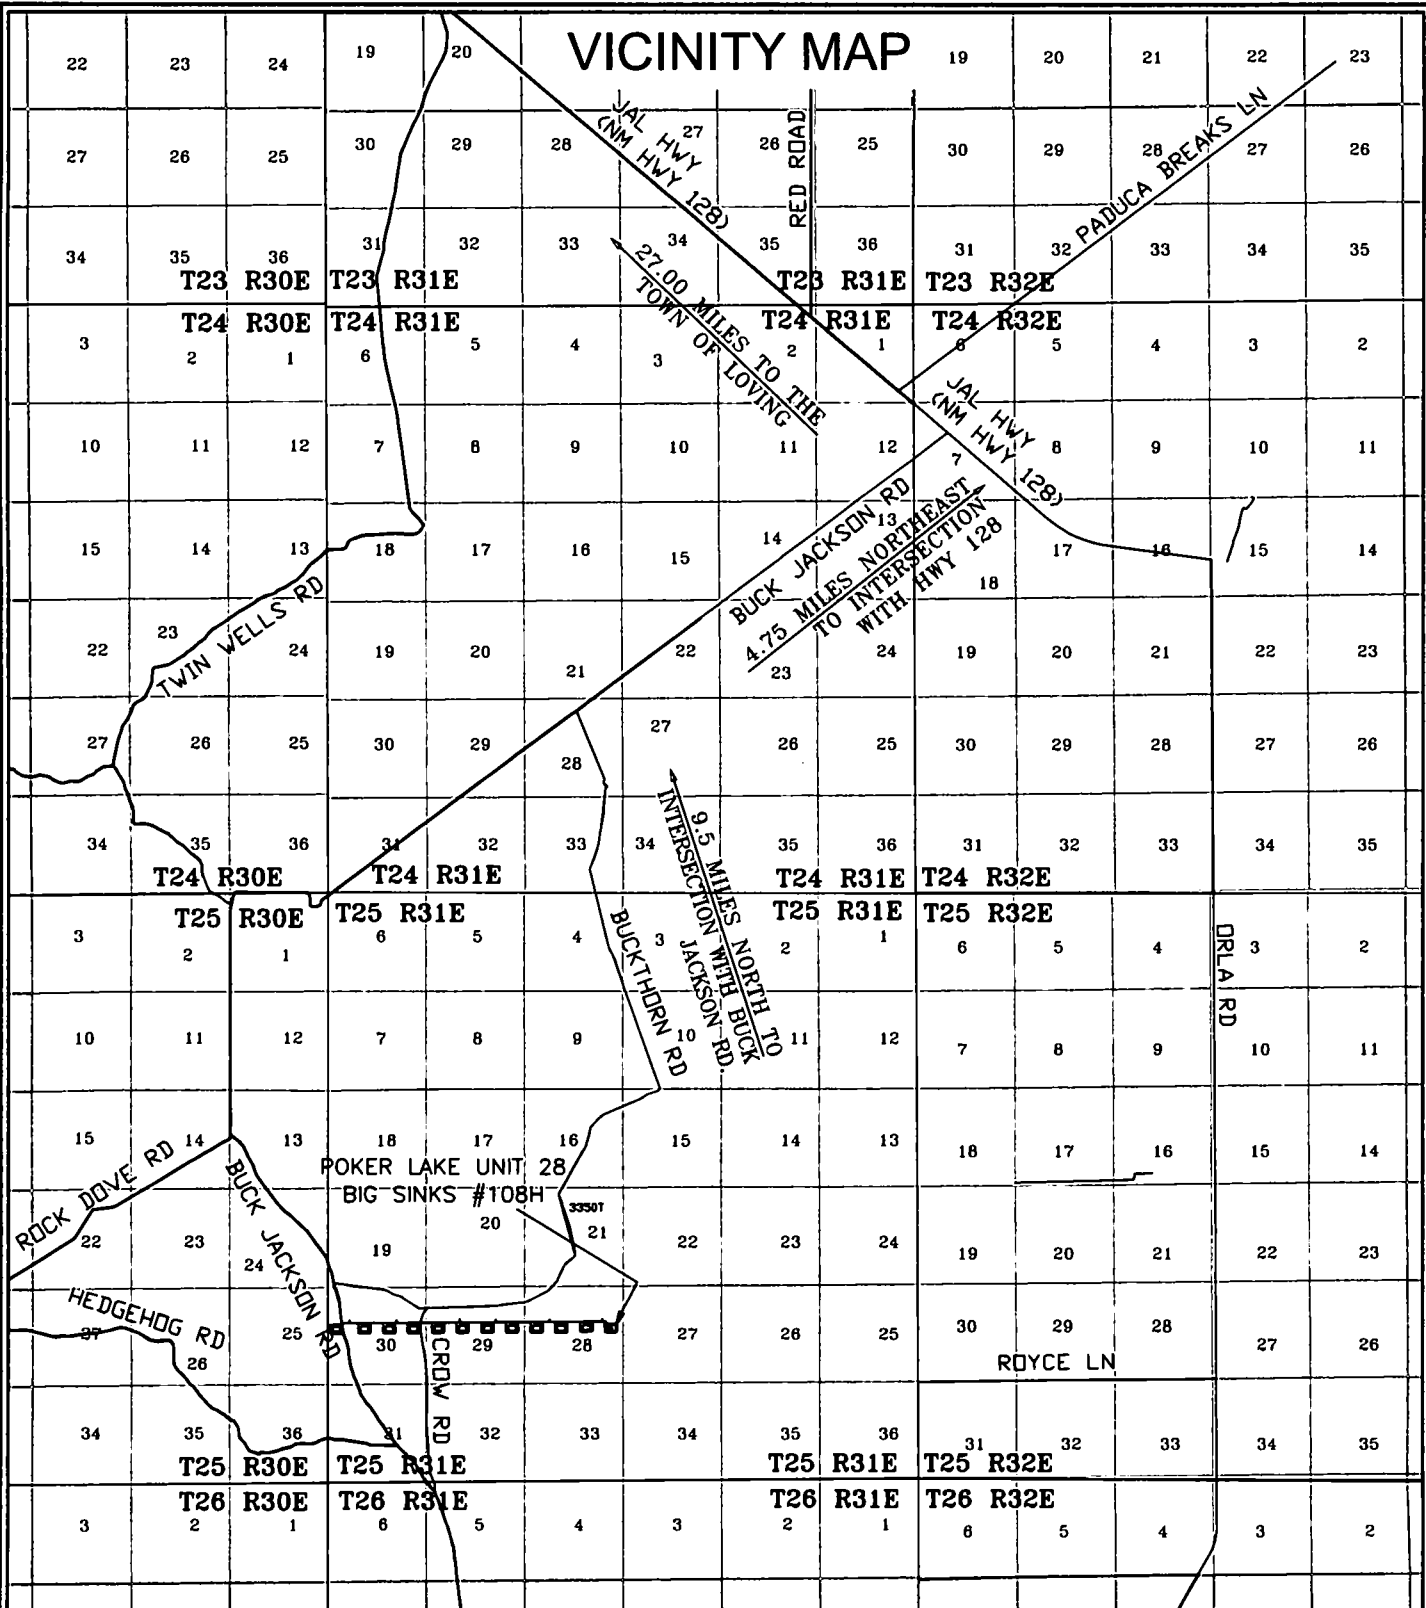 VICINITY MAP
22 23 24 19 20 19 20 21 22 23
JAL HWY
(NM HWY 128)
RED ROAD
PADUCA BREAKS LN
27 26 25 30 29 28 27 26 25 30 29 28 27 26
34 35 36 31 32 33 34 35 36 31 32 33 34 35
T23 R30E T23 R31E T23 R31E T23 R32E
27.00 MILES TO THE
TOWN OF LOVING
T24 R30E T24 R31E T24 R31E T24 R32E
3 2 1 6 5 4 3 2 1 6 5 4 3 2
JAL HWY
(NM HWY 128)
10 11 12 7 8 9 10 11 12 7 8 9 10 11
BUCK JACKSON RD
4.75 MILES NORTHEAST
TO INTERSECTION
WITH HWY 128
15 14 13 18 17 16 15 14 13 18 17 16 15 14
TWIN WELLS RD
22 23 24 19 20 21 22 23 24 19 20 21 22 23
27 26 25 30 29 28 27 26 25 30 29 28 27 26
9.5 MILES NORTH TO
INTERSECTION WITH BUCK
JACKSON RD.
34 35 36 31 32 33 34 35 36 31 32 33 34 35
T24 R30E T24 R31E T24 R31E T24 R32E
T25 R30E T25 R31E T25 R31E T25 R32E
BUCKTHORN RD
ORLA RD
3 2 1 6 5 4 3 2 1 6 5 4 3 2
10 11 12 7 8 9 10 11 12 7 8 9 10 11
15 14 13 18 17 16 15 14 13 18 17 16 15 14
ROCK DOVE RD
BUCK JACKSON RD
POKER LAKE UNIT 28
BIG SINKS #108H
3350'
22 23 24 19 20 21 22 23 24 19 20 21 22 23
HEDGEHOG RD
27 26 25 30 29 28 27 26 25 30 29 28 27 26
CROW RD
ROYCE LN
34 35 36 31 32 33 34 35 36 31 32 33 34 35
T25 R30E T25 R31E T25 R31E T25 R32E
T26 R30E T26 R31E T26 R31E T26 R32E
3 2 1 6 5 4 3 2 1 6 5 4 3 2